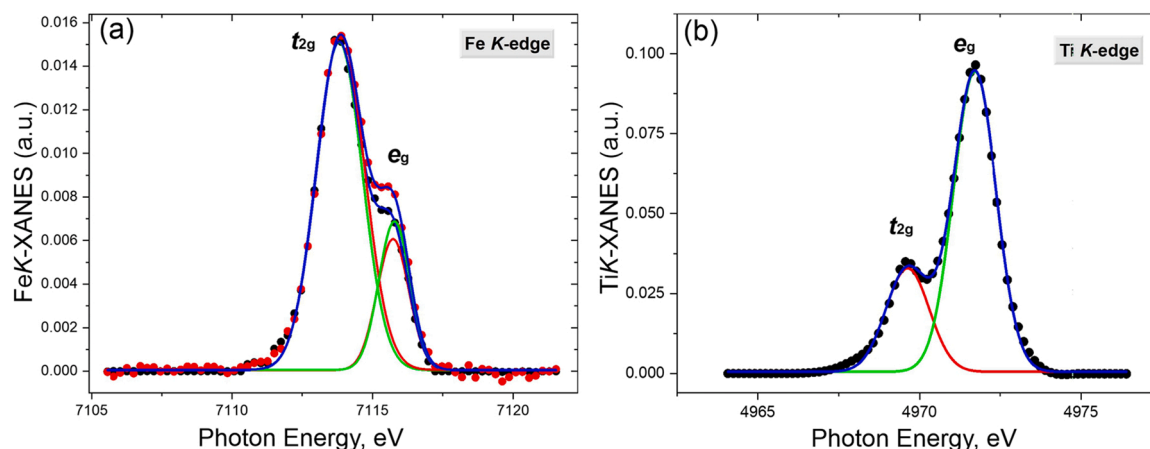 (a)
t2g
Fe K-edge
eg
0.016
0.014
0.012
0.010
0.008
0.006
0.004
0.002
0.000
FeK-XANES (a.u.)
7105
7110
7115
7120
Photon Energy, eV
(b)
eg
Ti K-edge
t2g
0.100
0.075
0.050
0.025
0.000
TiK-XANES (a.u.)
4965
4970
4975
Photon Energy, eV